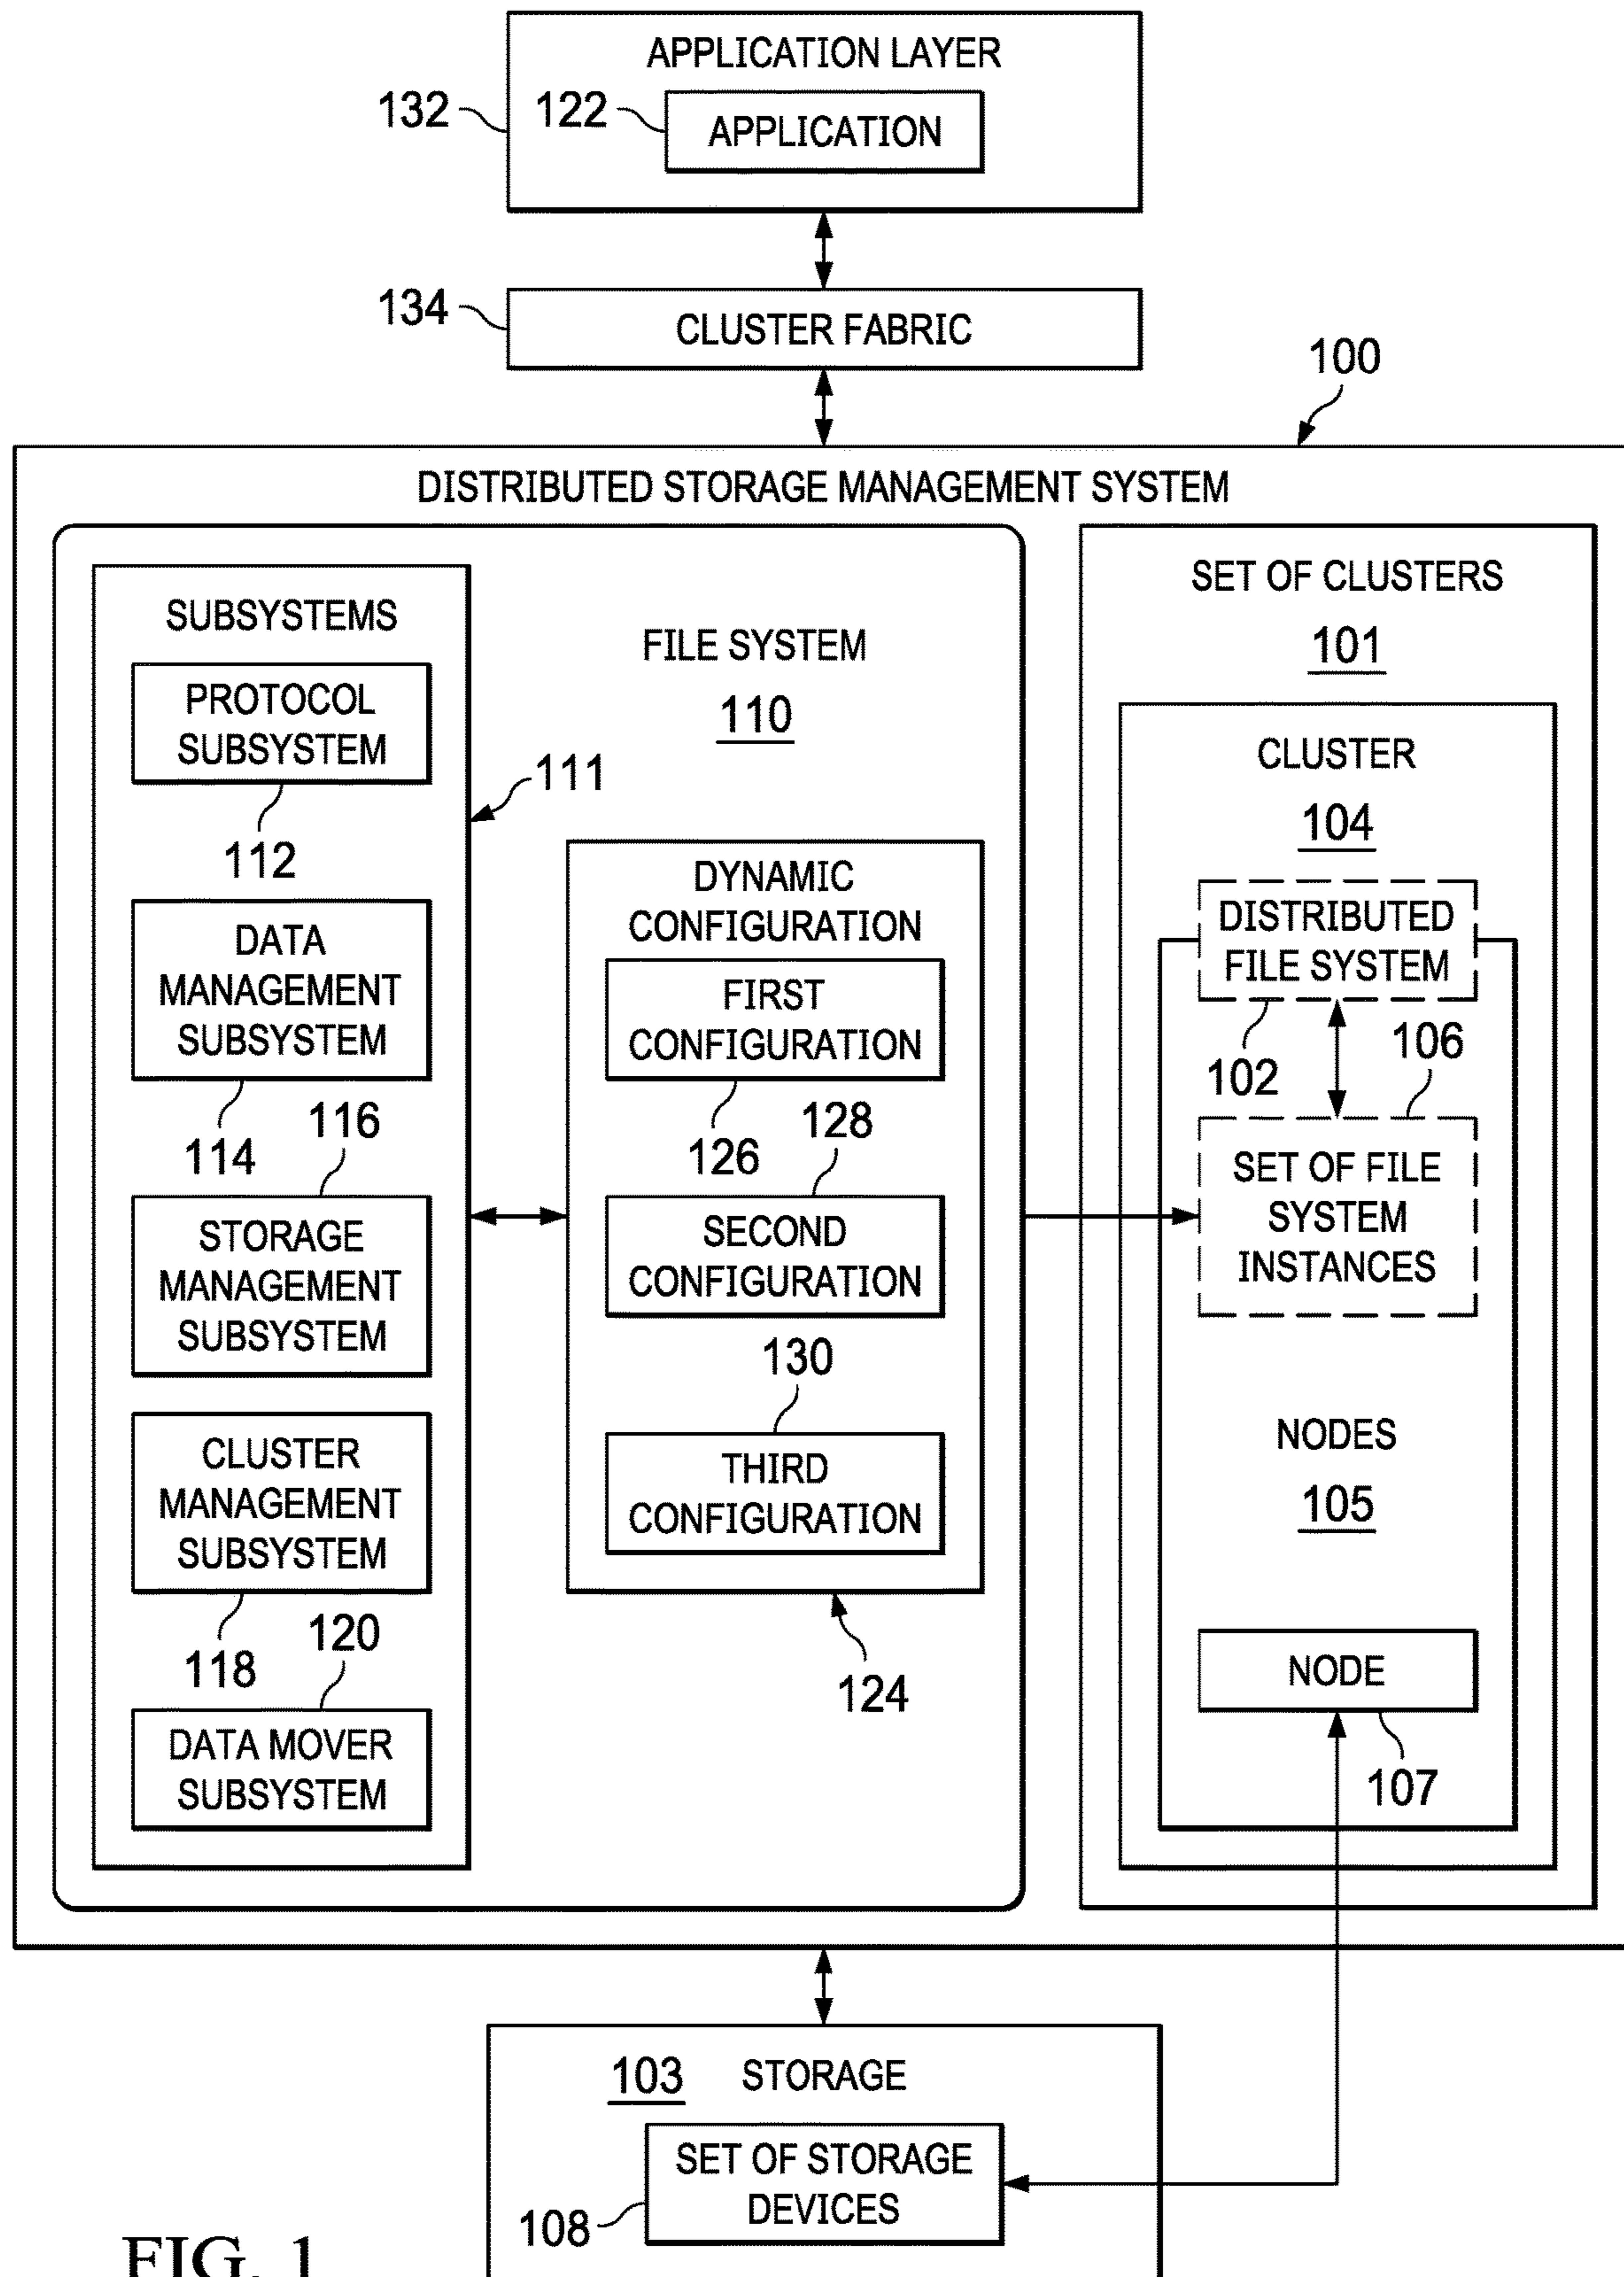 APPLICATION LAYER
132
122
APPLICATION
134
CLUSTER FABRIC
100
DISTRIBUTED STORAGE MANAGEMENT SYSTEM
SUBSYSTEMS
PROTOCOL
SUBSYSTEM
112
DATA
MANAGEMENT
SUBSYSTEM
114
116
STORAGE
MANAGEMENT
SUBSYSTEM
CLUSTER
MANAGEMENT
SUBSYSTEM
118
120
DATA MOVER
SUBSYSTEM
111
FILE SYSTEM
110
DYNAMIC
CONFIGURATION
FIRST
CONFIGURATION
126
128
SECOND
CONFIGURATION
130
THIRD
CONFIGURATION
124
SET OF CLUSTERS
101
CLUSTER
104
DISTRIBUTED
FILE SYSTEM
102
106
SET OF FILE
SYSTEM
INSTANCES
NODES
105
NODE
107
103
STORAGE
SET OF STORAGE
DEVICES
108
FIG. 1